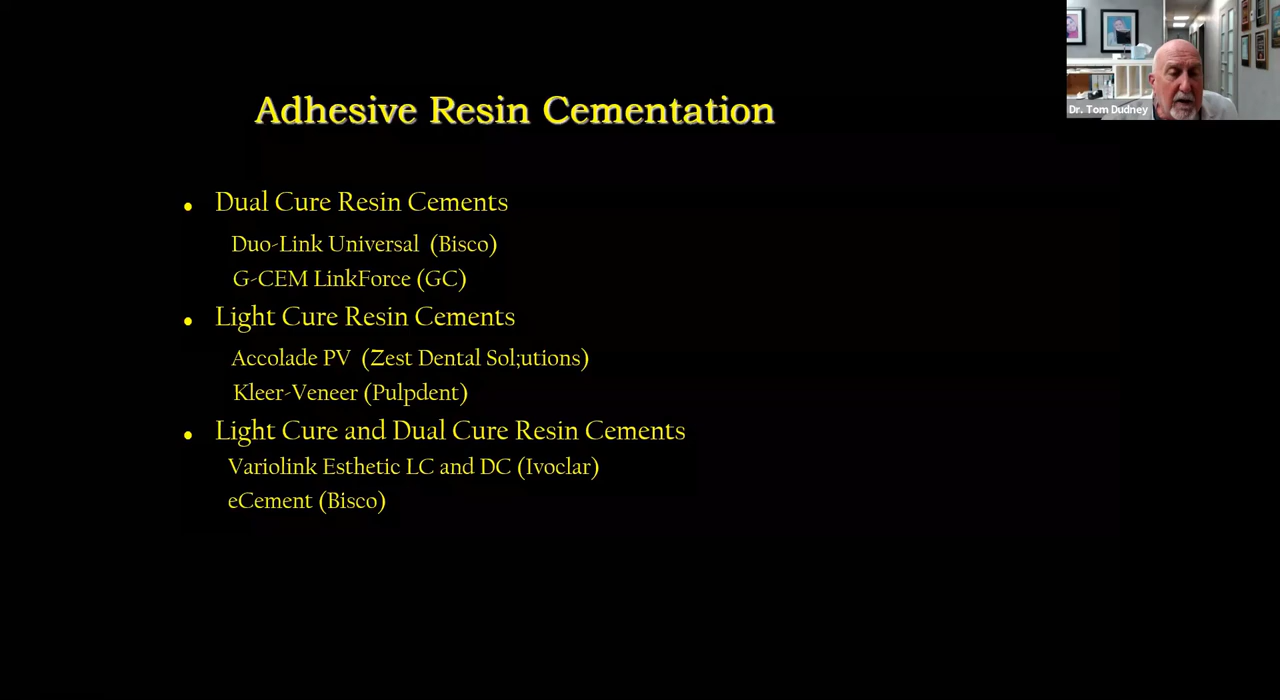 Dr. Tom Dudney
Adhesive Resin Cementation
• Dual Cure Resin Cements
Duo-Link Universal (Bisco)
G-CEM LinkForce (GC)
• Light Cure Resin Cements
Accolade PV (Zest Dental Sol;utions)
Kleer-Veneer (Pulpdent)
• Light Cure and Dual Cure Resin Cements
Variolink Esthetic LC and DC (Ivoclar)
eCement (Bisco)